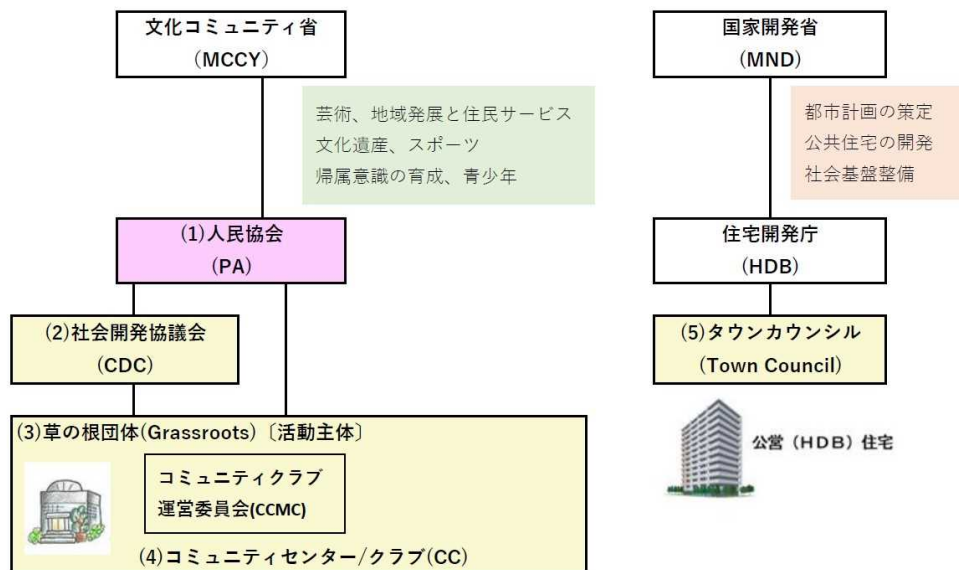 文化コミュニティ省
(MCCY)
芸術、地域発展と住民サービス
文化遺産、スポーツ
帰属意識の育成、青少年
(1)人民協会
(PA)
(2)社会開発協議会
(CDC)
(3)草の根団体(Grassroots)〔活動主体〕
コミュニティクラブ
運営委員会(CCMC)
(4)コミュニティセンター/クラブ(CC)
国家開発省
(MND)
都市計画の策定
公共住宅の開発
社会基盤整備
住宅開発庁
(HDB)
(5)タウンカウンシル
(Town Council)
公営（HDB）住宅